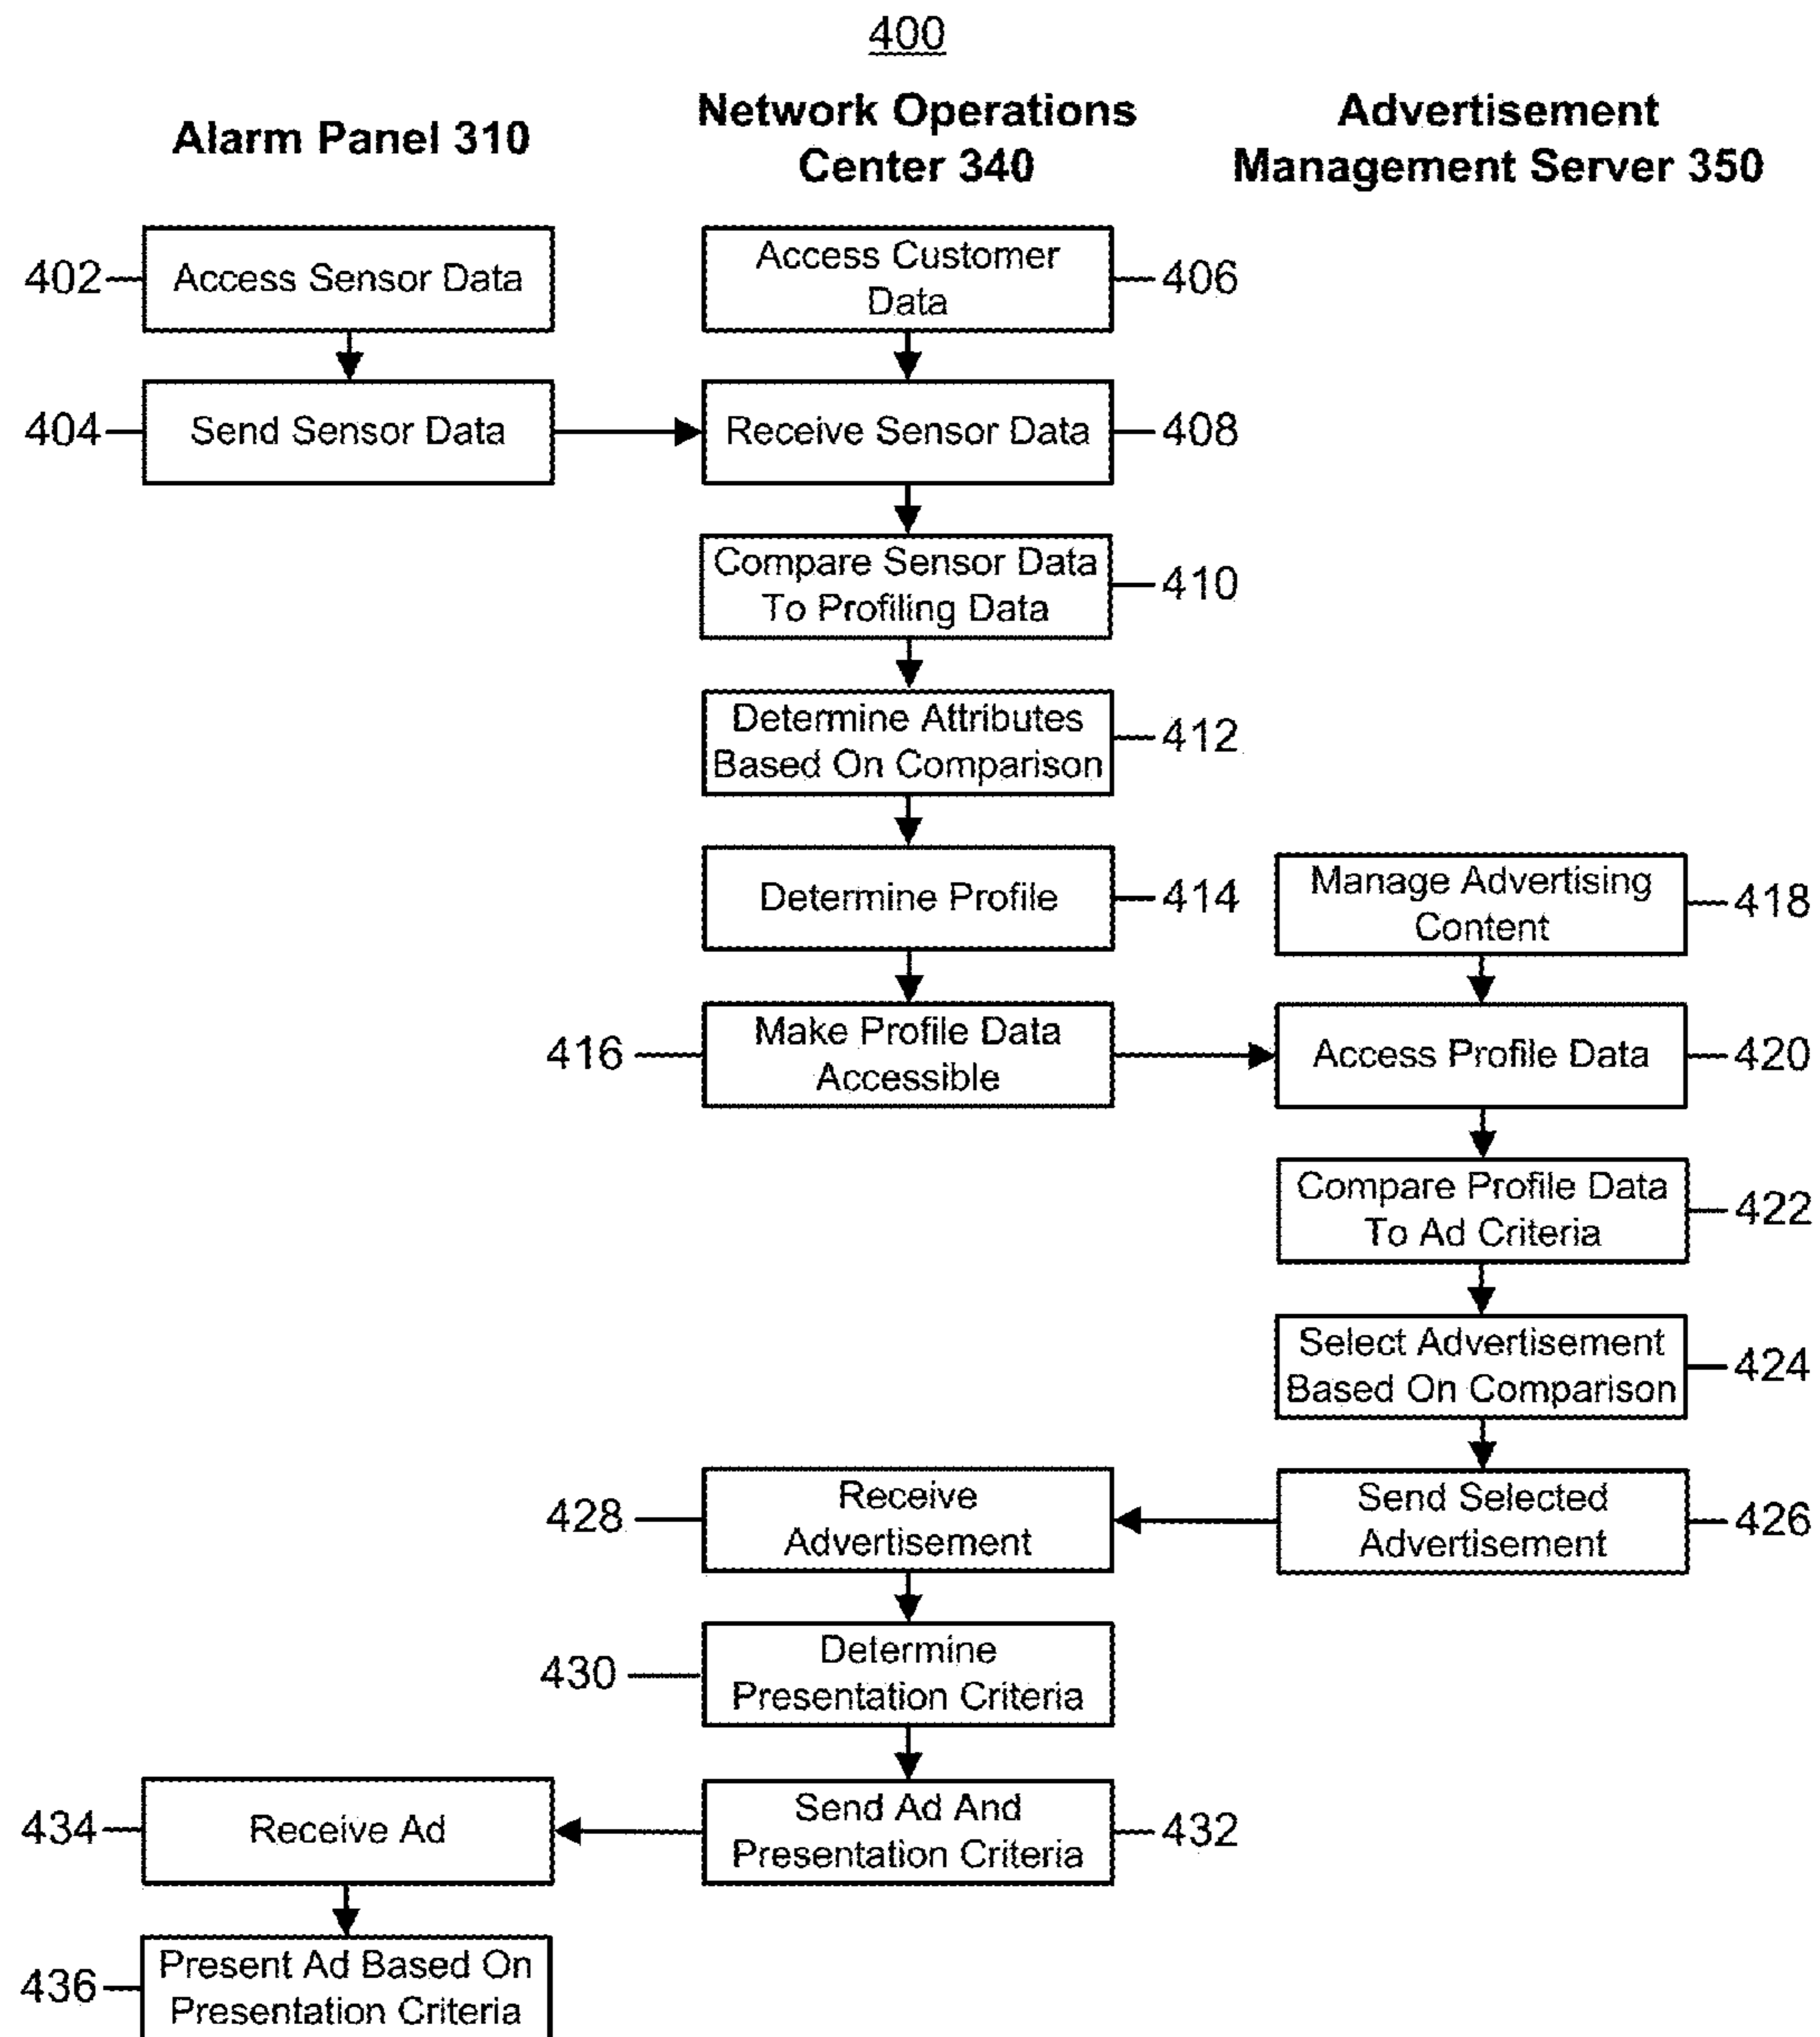 400
Alarm Panel 310
Network Operations
Center 340
Advertisement
Management Server 350
402
Access Sensor Data
Access Customer
Data
406
404
Send Sensor Data
Receive Sensor Data
408
Compare Sensor Data
To Profiling Data
410
Determine Attributes
Based On Comparison
412
Determine Profile
414
Manage Advertising
Content
418
416
Make Profile Data
Accessible
Access Profile Data
420
Compare Profile Data
To Ad Criteria
422
Select Advertisement
Based On Comparison
424
428
Receive
Advertisement
Send Selected
Advertisement
426
430
Determine
Presentation Criteria
434
Receive Ad
Send Ad And
Presentation Criteria
432
436
Present Ad Based On
Presentation Criteria